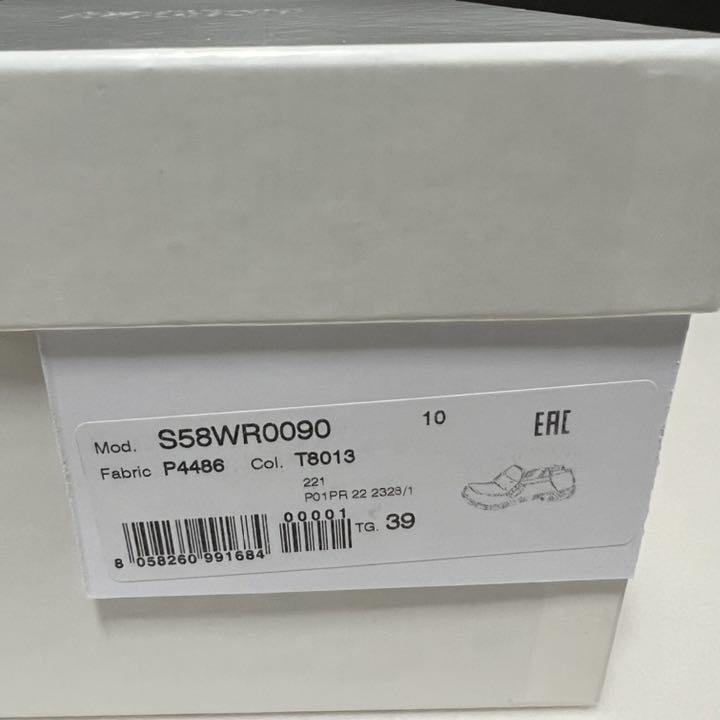 Mod. S58WR0090 10 EAC
Fabric P4486 Col. T8013
221
P01PR 22 2328/1
00001
TG. 39
8 058260 991684